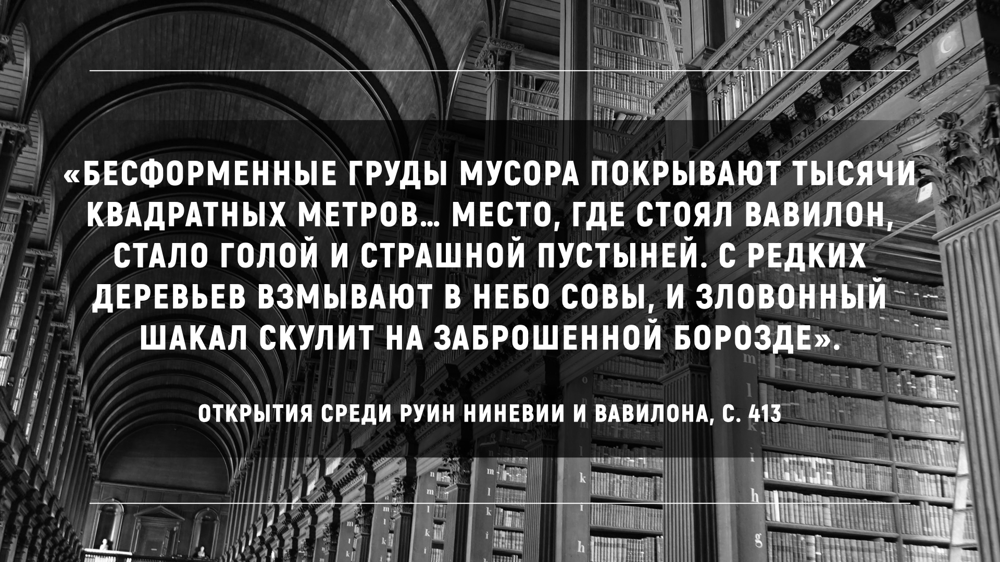 «БЕСФОРМЕННЫЕ ГРУДЫ МУСОРА ПОКРЫВАЮТ ТЫСЯЧИ
КВАДРАТНЫХ МЕТРОВ… МЕСТО, ГДЕ СТОЯЛ ВАВИЛОН,
СТАЛО ГОЛОЙ И СТРАШНОЙ ПУСТЫНЕЙ. С РЕДКИХ
ДЕРЕВЬЕВ ВЗМЫВАЮТ В НЕБО СОВЫ, И ЗЛОВОННЫЙ
ШАКАЛ СКУЛИТ НА ЗАБРОШЕННОЙ БОРОЗДЕ».
ОТКРЫТИЯ СРЕДИ РУИН НИНЕВИИ И ВАВИЛОНА, С. 413